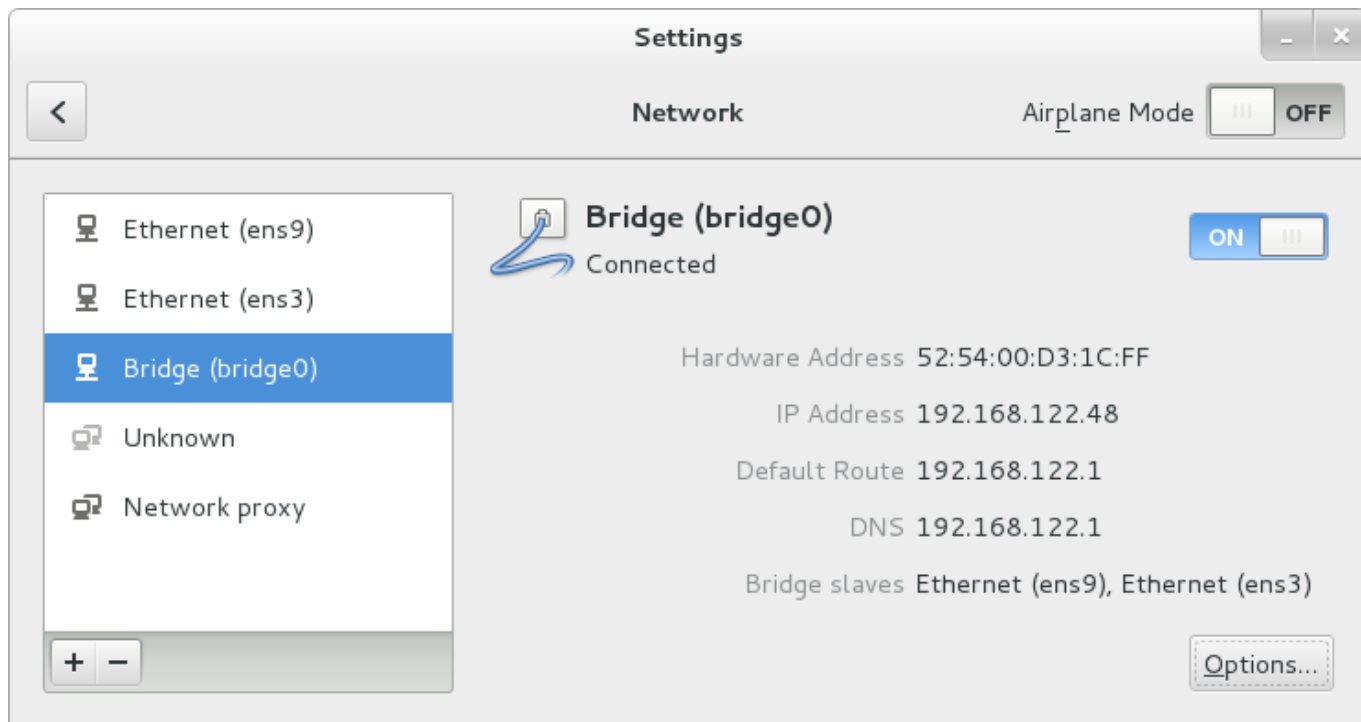 Settings
Network
Airplane Mode OFF
Ethernet (ens9)
Ethernet (ens3)
Bridge (bridge0)
Unknown
Network proxy
Bridge (bridge0)
Connected
ON
Hardware Address 52:54:00:D3:1C:FF
IP Address 192.168.122.48
Default Route 192.168.122.1
DNS 192.168.122.1
Bridge slaves Ethernet (ens9), Ethernet (ens3)
Options...